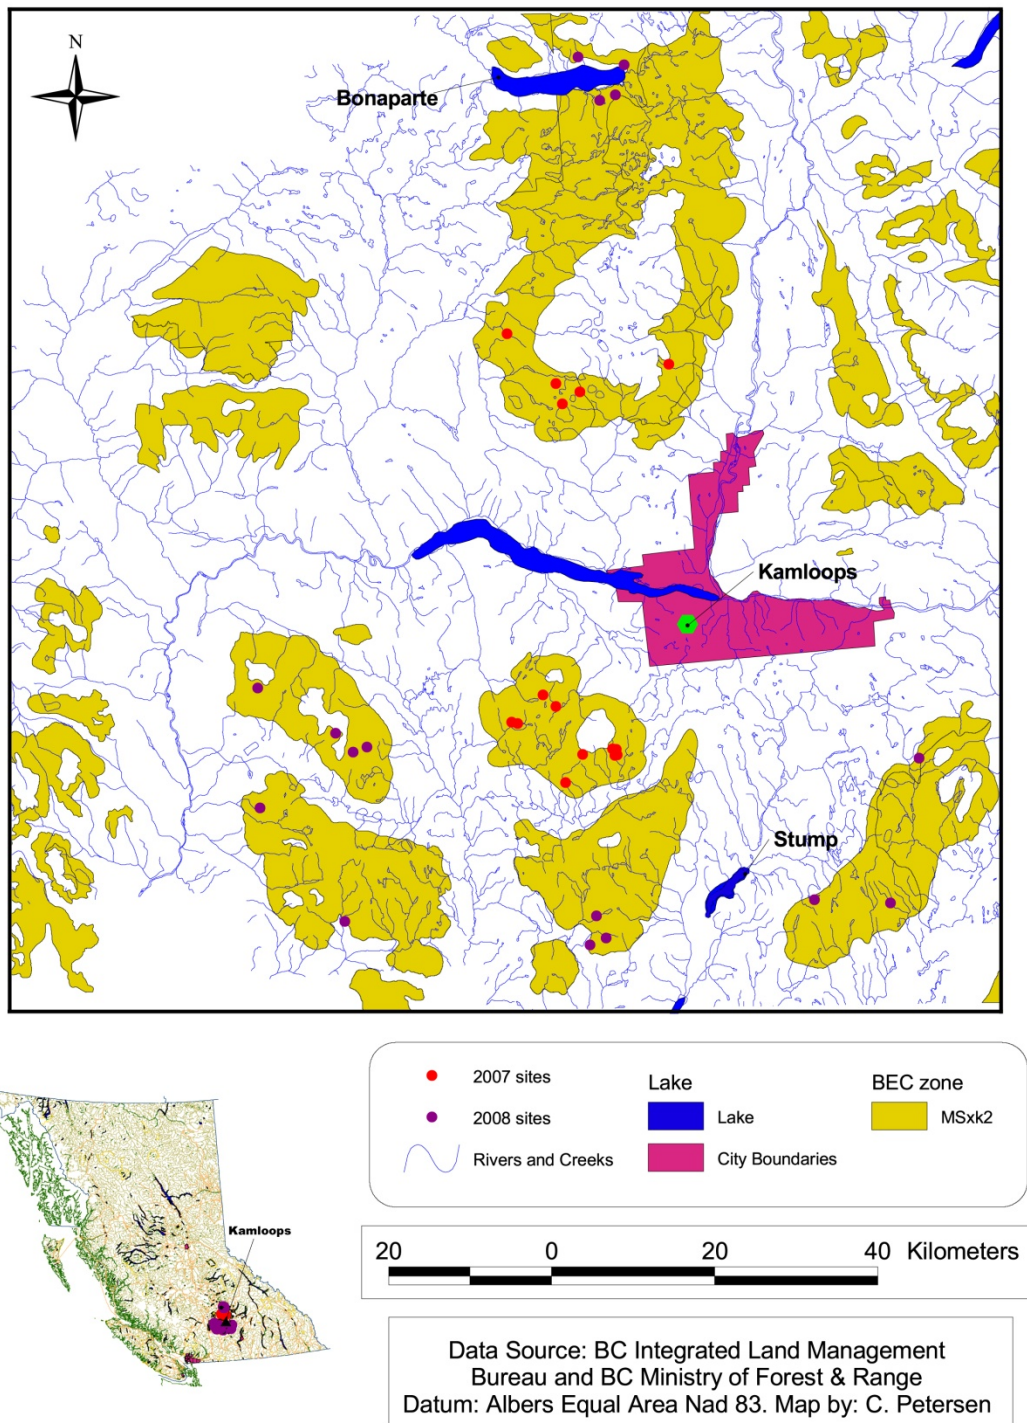 N
Bonaparte
Kamloops
Stump
2007 sites
2008 sites
Rivers and Creeks
Lake
Lake
City Boundaries
BEC zone
MSxk2
Kamloops
20 0 20 40 Kilometers
Data Source: BC Integrated Land Management
Bureau and BC Ministry of Forest & Range
Datum: Albers Equal Area Nad 83. Map by: C. Petersen